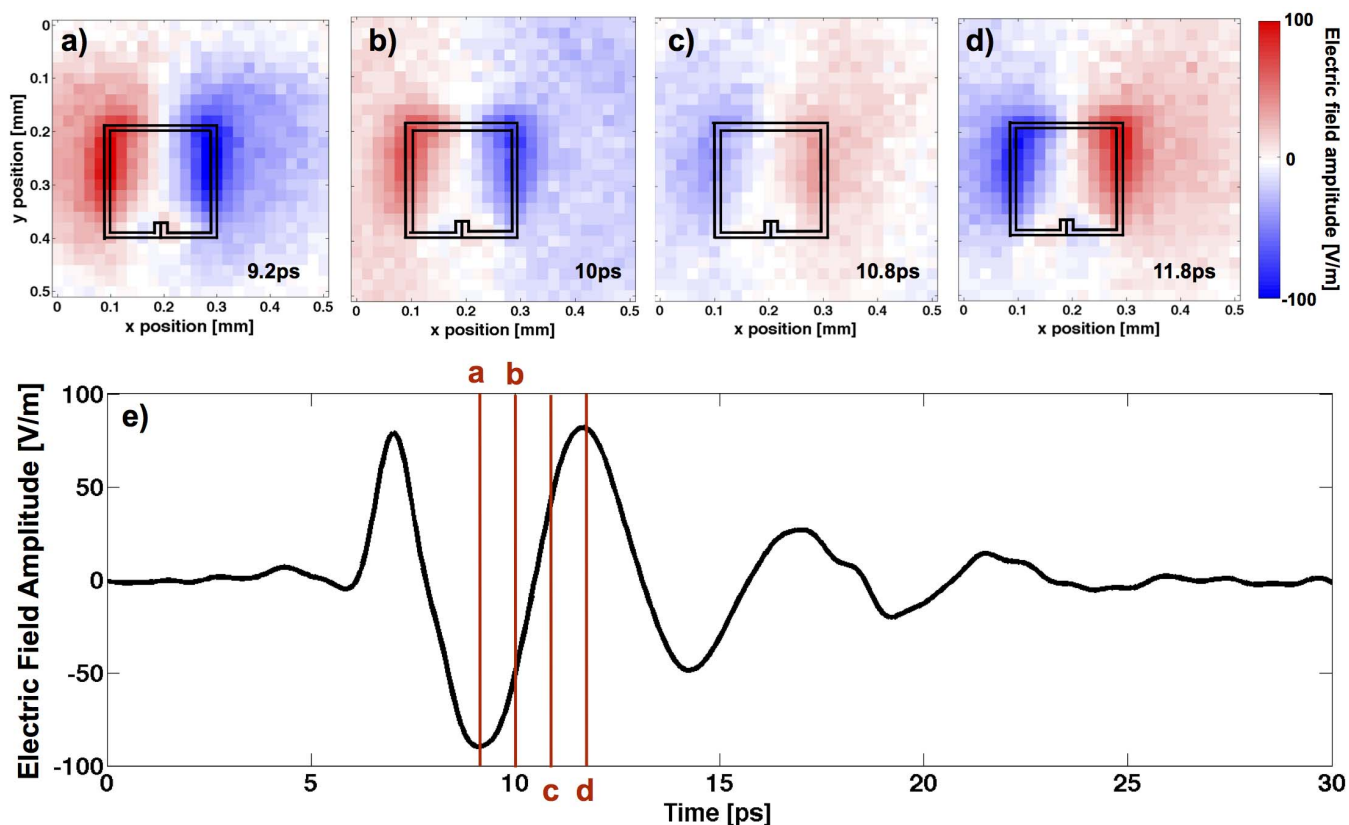 a) b) c) d)
0 0.1 0.2 0.3 0.4 0.5
y position [mm]
9.2ps 10ps 10.8ps 11.8ps
0 0.1 0.2 0.3 0.4 0.5
0 0.1 0.2 0.3 0.4 0.5
0 0.1 0.2 0.3 0.4 0.5
0 0.1 0.2 0.3 0.4 0.5
x position [mm] x position [mm] x position [mm] x position [mm]
100
0
-100
Electric field amplitude [V/m]
a b
e)
100
50
0
-50
-100
Electric Field Amplitude [V/m]
0 5 10 15 20 25 30
c d
Time [ps]